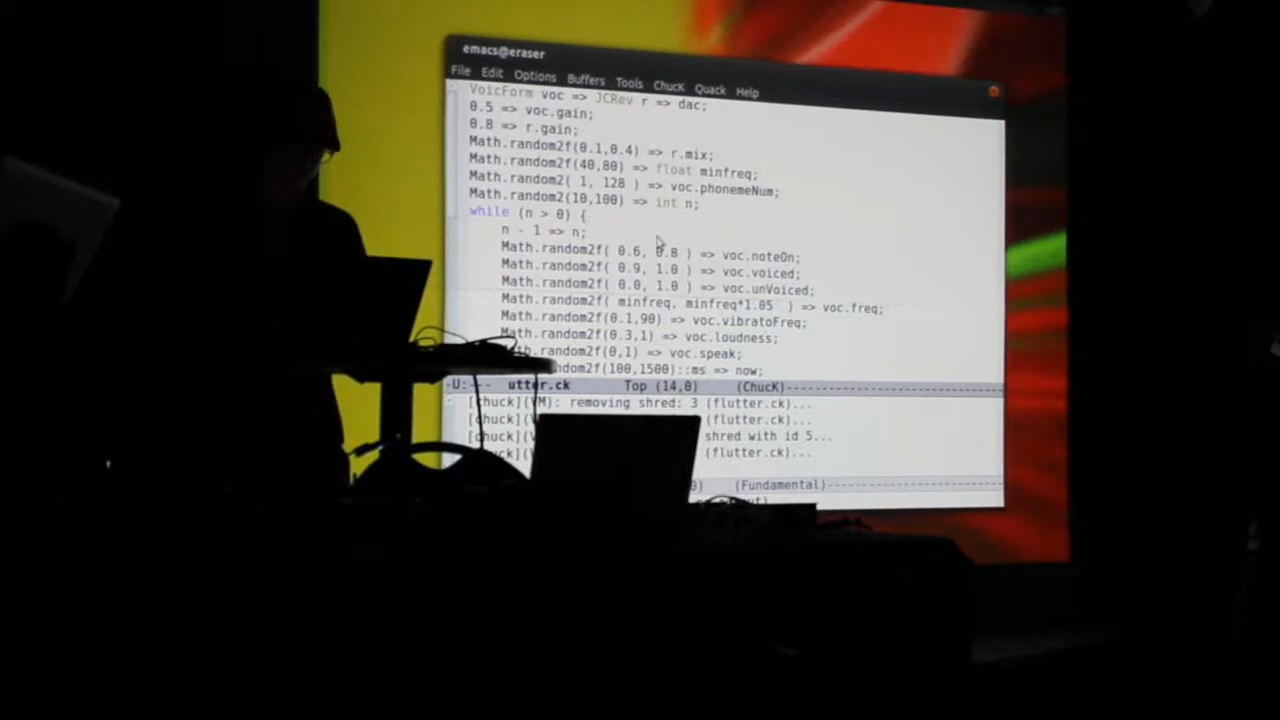 emacs@eraser
File Edit Options Buffers Tools ChucK Quack Help
VoicForm voc => JCRev r => dac;
0.5 => voc.gain;
0.8 => r.gain;
Math.random2f(0.1,0.4) => r.mix;
Math.random2f(40,80) => float minfreq;
Math.random2( 1, 128 ) => voc.phonemeNum;
Math.random2(10,100) => int n;
while (n > 0) {
n - 1 => n;
Math.random2f( 0.6, 0.8 ) => voc.noteOn;
Math.random2f( 0.9, 1.0 ) => voc.voiced;
Math.random2f( 0.0, 1.0 ) => voc.unVoiced;
Math.random2f( minfreq, minfreq*1.05 ) => voc.freq;
Math.random2f(0.1,90) => voc.vibratoFreq;
Math.random2f(0.3,1) => voc.loudness;
th.random2f(0,1) => voc.speak;
ndom2f(100,1500)::ms => now;
-U:--- utter.ck Top (14,0) (ChucK)----
[chuck](VM): removing shred: 3 (flutter.ck)...
[chuck](V (flutter.ck)...
[chuck](V shred with id 5...
(flutter.ck)...
(Fundamental)----